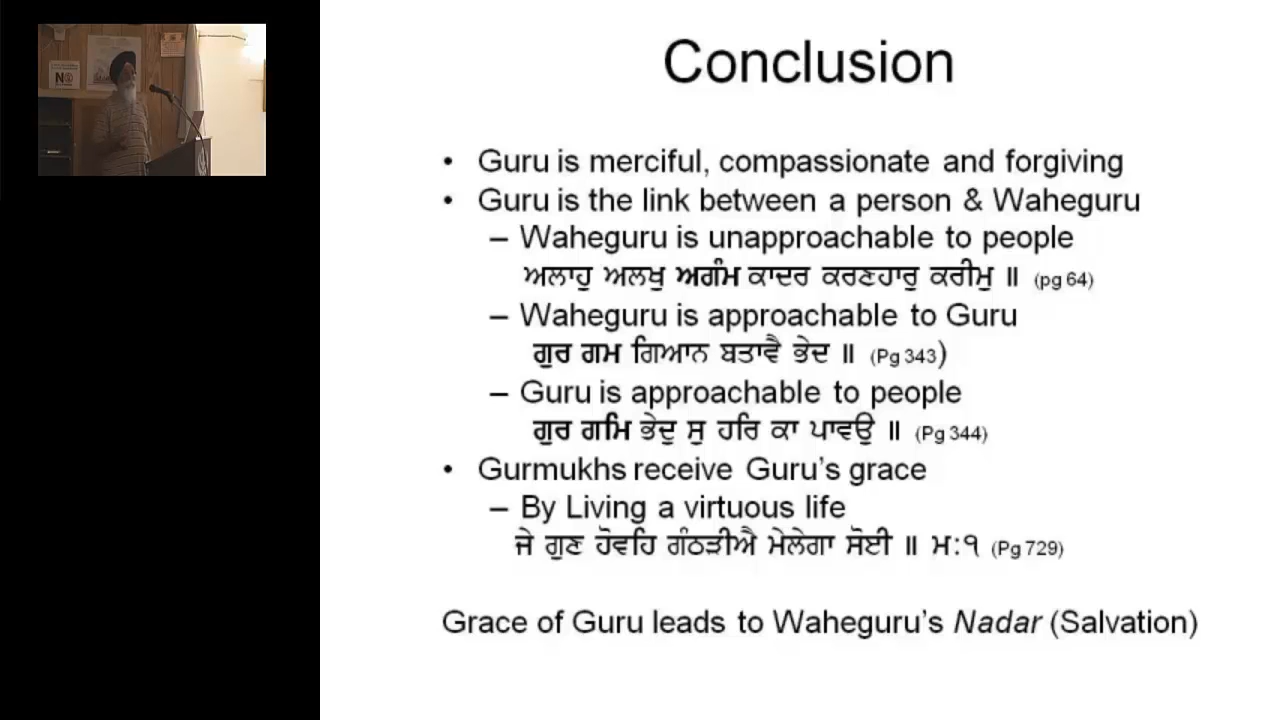 Conclusion
• Guru is merciful, compassionate and forgiving
• Guru is the link between a person & Waheguru
– Waheguru is unapproachable to people
ਅਲਾਹੁ ਅਲਖੁ ਅਗੰਮ ਕਾਦਰ ਕਰਣਹਾਰੁ ਕਰੀਮੁ ॥ (pg 64)
– Waheguru is approachable to Guru
ਗੁਰ ਗਮ ਗਿਆਨ ਬਤਾਵੈ ਭੇਦ ॥ (Pg 343)
– Guru is approachable to people
ਗੁਰ ਗਮਿ ਭੇਦੁ ਸੁ ਹਰਿ ਕਾ ਪਾਵਉ ॥ (Pg 344)
• Gurmukhs receive Guru's grace
– By Living a virtuous life
ਜੇ ਗੁਣ ਹੋਵਹਿ ਗੰਠੜੀਐ ਮੇਲੇਗਾ ਸੋਈ ॥ ਮ:੧ (Pg 729)
Grace of Guru leads to Waheguru's Nadar (Salvation)